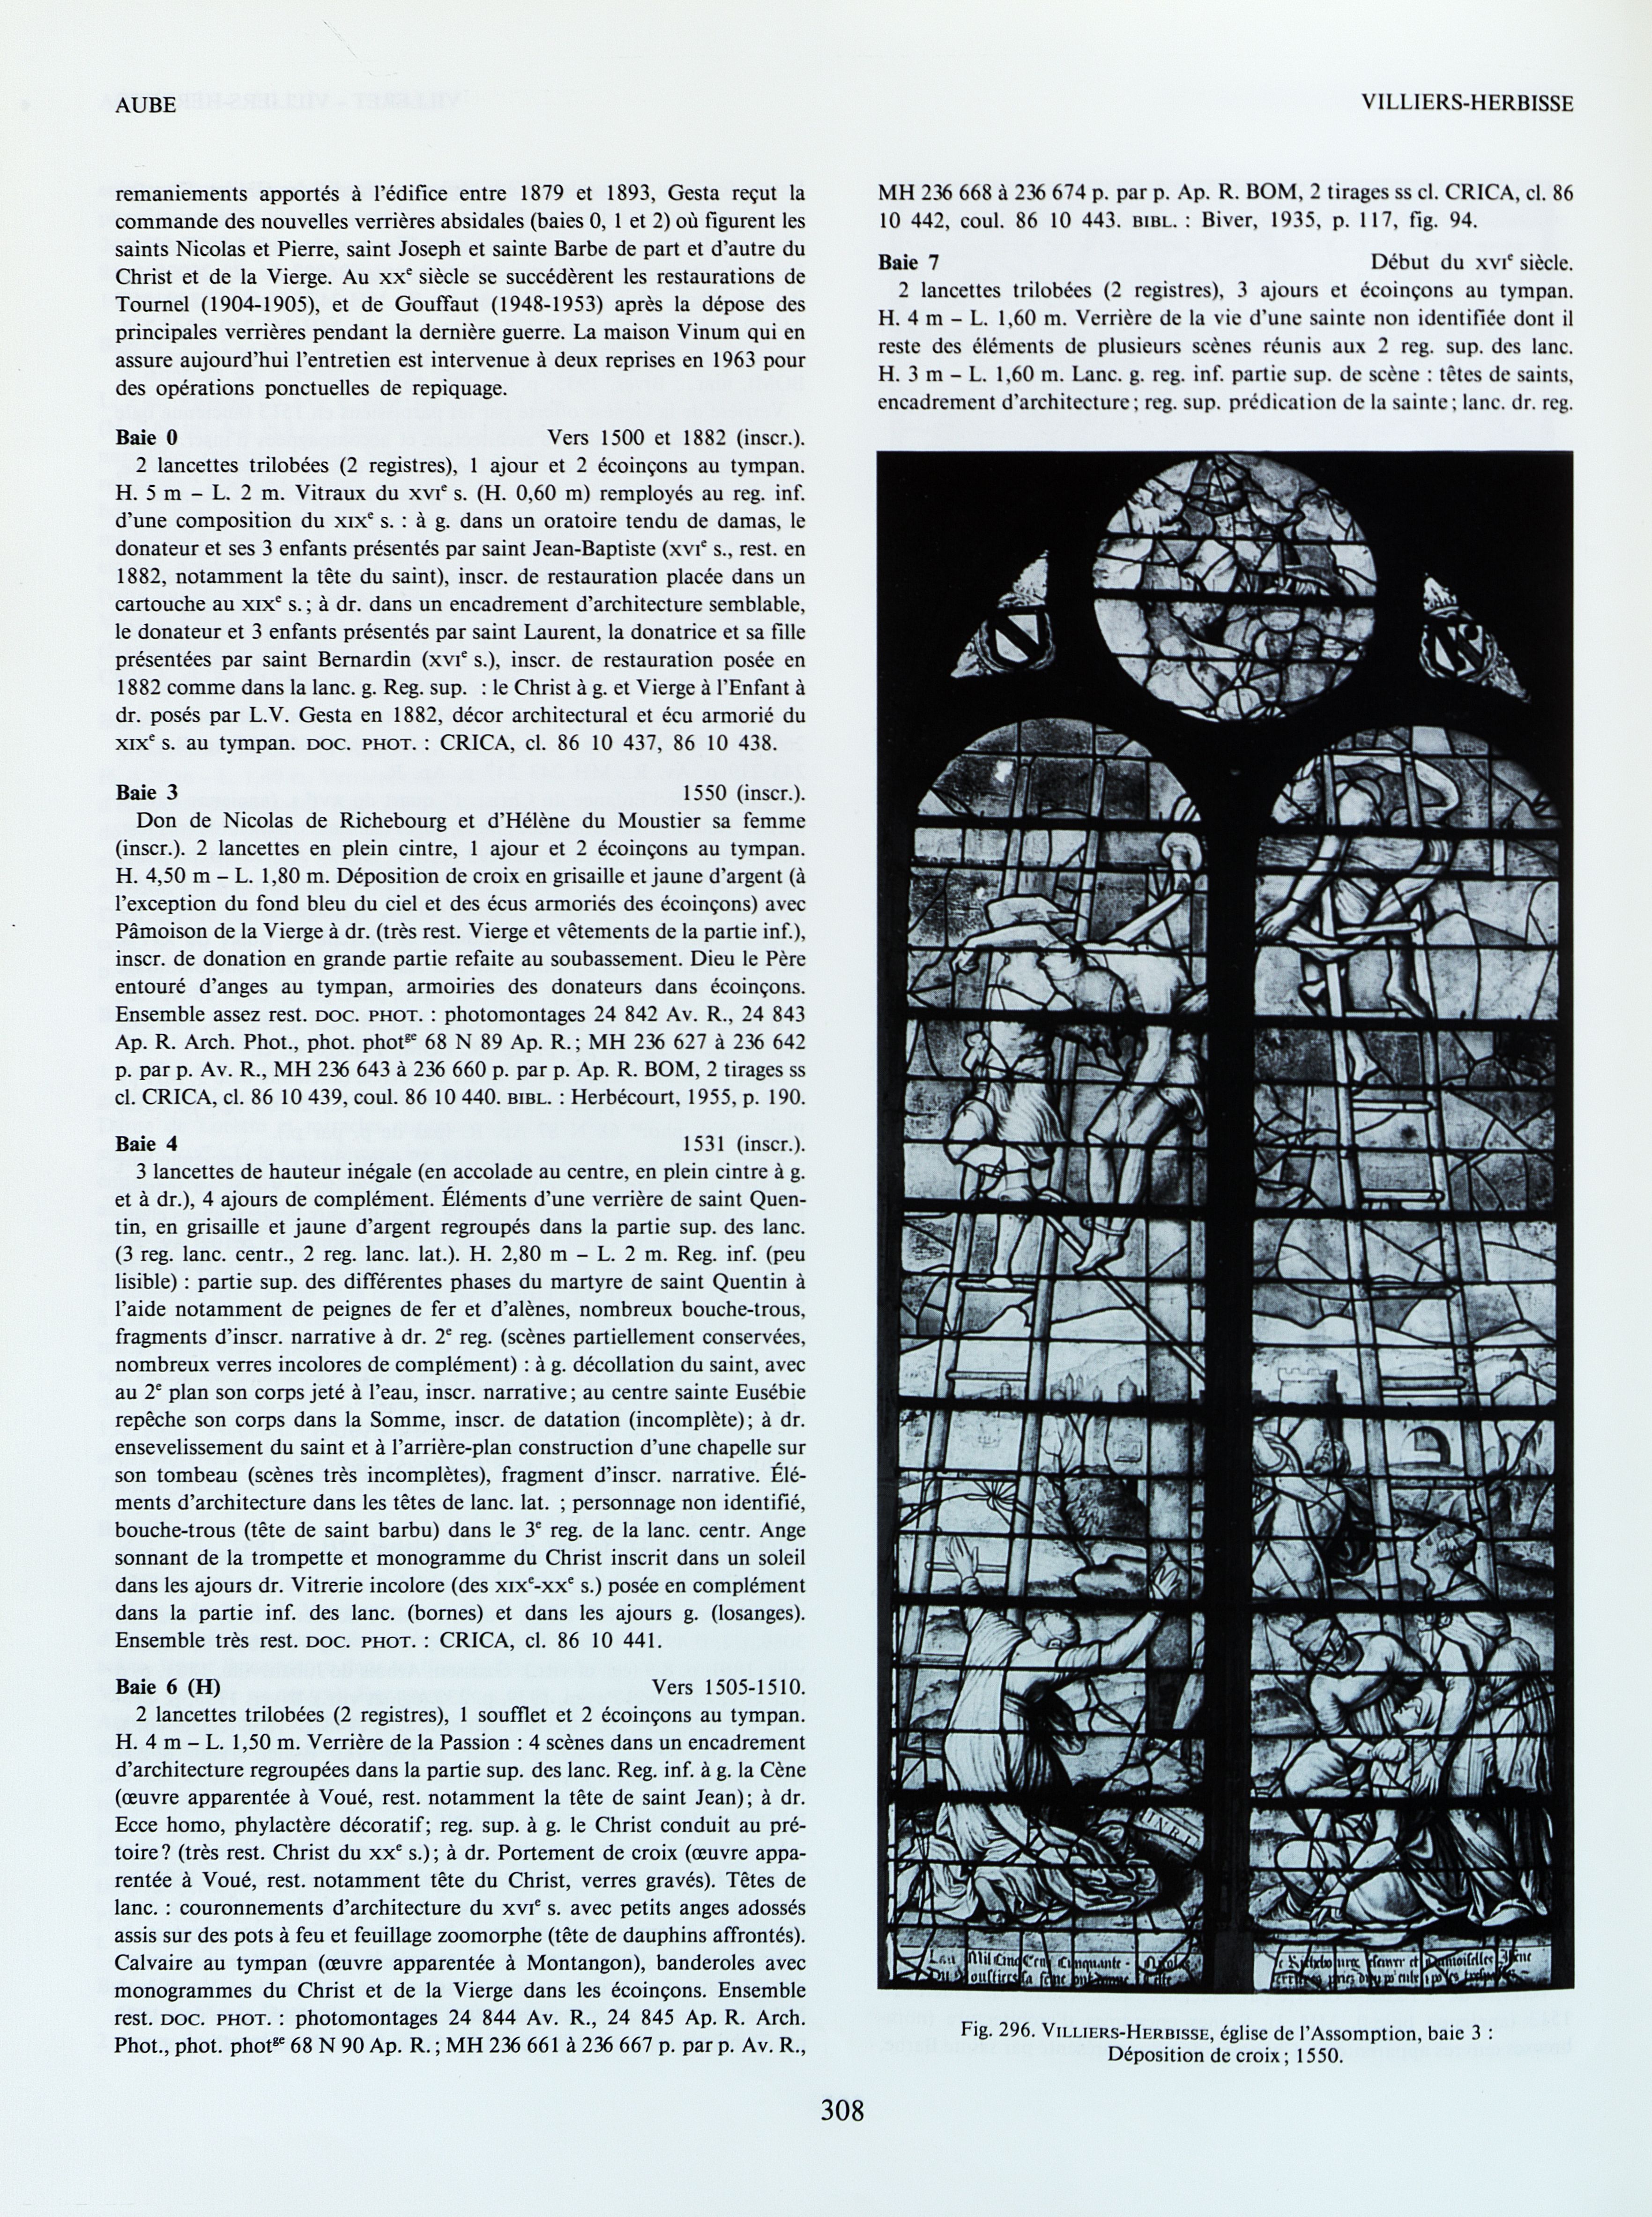 AUBE
VILLIERS-HERBISSE
remaniements apportés à l'édifice entre 1879 et 1893, Gesta reçut la
commande des nouvelles verrières absidales (baies 0, 1 et 2) où figurent les
saints Nicolas et Pierre, saint Joseph et sainte Barbe de part et d'autre du
Christ et de la Vierge. Au XXe siècle se succédèrent les restaurations de
Tournel (1904-1905), et de Gouffaut (1948-1953) après la dépose des
principales verrières pendant la dernière guerre. La maison Vinum qui en
assure aujourd'hui l'entretien est intervenue à deux reprises en 1963 pour
des opérations ponctuelles de repiquage.
Baie 0 Vers 1500 et 1882 (inscr.).
2 lancettes trilobées (2 registres), 1 ajour et 2 écoinçons au tympan.
H. 5 m – L. 2 m. Vitraux du XVIe s. (H. 0,60 m) remployés au reg. inf.
d'une composition du XIXe s. : à g. dans un oratoire tendu de damas, le
donateur et ses 3 enfants présentés par saint Jean-Baptiste (XVIe s., rest. en
1882, notamment la tête du saint), inscr. de restauration placée dans un
cartouche au XIXe s. ; à dr. dans un encadrement d'architecture semblable,
le donateur et 3 enfants présentés par saint Laurent, la donatrice et sa fille
présentées par saint Bernardin (XVIe s.), inscr. de restauration posée en
1882 comme dans la lanc. g. Reg. sup. : le Christ à g. et Vierge à l'Enfant à
dr. posés par L.V. Gesta en 1882, décor architectural et écu armorié du
XIXe s. au tympan. DOC. PHOT. : CRICA, cl. 86 10 437, 86 10 438.
Baie 3 1550 (inscr.).
Don de Nicolas de Richebourg et d'Hélène du Moustier sa femme
(inscr.). 2 lancettes en plein cintre, 1 ajour et 2 écoinçons au tympan.
H. 4,50 m – L. 1,80 m. Déposition de croix en grisaille et jaune d'argent (à
l'exception du fond bleu du ciel et des écus armoriés des écoinçons) avec
Pâmoison de la Vierge à dr. (très rest. Vierge et vêtements de la partie inf.),
inscr. de donation en grande partie refaite au soubassement. Dieu le Père
entouré d'anges au tympan, armoiries des donateurs dans écoinçons.
Ensemble assez rest. DOC. PHOT. : photomontages 24 842 Av. R., 24 843
Ap. R. Arch. Phot., phot. photge 68 N 89 Ap. R. ; MH 236 627 à 236 642
p. par p. Av. R., MH 236 643 à 236 660 p. par p. Ap. R. BOM, 2 tirages ss
cl. CRICA, cl. 86 10 439, coul. 86 10 440. BIBL. : Herbécourt, 1955, p. 190.
Baie 4 1531 (inscr.).
3 lancettes de hauteur inégale (en accolade au centre, en plein cintre à g.
et à dr.), 4 ajours de complément. Éléments d'une verrière de saint Quen-
tin, en grisaille et jaune d'argent regroupés dans la partie sup. des lanc.
(3 reg. lanc. centr., 2 reg. lanc. lat.). H. 2,80 m – L. 2 m. Reg. inf. (peu
lisible) : partie sup. des différentes phases du martyre de saint Quentin à
l'aide notamment de peignes de fer et d'alènes, nombreux bouche-trous,
fragments d'inscr. narrative à dr. 2e reg. (scènes partiellement conservées,
nombreux verres incolores de complément) : à g. décollation du saint, avec
au 2e plan son corps jeté à l'eau, inscr. narrative ; au centre sainte Eusébie
repêche son corps dans la Somme, inscr. de datation (incomplète) ; à dr.
ensevelissement du saint et à l'arrière-plan construction d'une chapelle sur
son tombeau (scènes très incomplètes), fragment d'inscr. narrative. Élé-
ments d'architecture dans les têtes de lanc. lat. ; personnage non identifié,
bouche-trous (tête de saint barbu) dans le 3e reg. de la lanc. centr. Ange
sonnant de la trompette et monogramme du Christ inscrit dans un soleil
dans les ajours dr. Vitrerie incolore (des XIXe-XXe s.) posée en complément
dans la partie inf. des lanc. (bornes) et dans les ajours g. (losanges).
Ensemble très rest. DOC. PHOT. : CRICA, cl. 86 10 441.
Baie 6 (H) Vers 1505-1510.
2 lancettes trilobées (2 registres), 1 soufflet et 2 écoinçons au tympan.
H. 4 m – L. 1,50 m. Verrière de la Passion : 4 scènes dans un encadrement
d'architecture regroupées dans la partie sup. des lanc. Reg. inf. à g. la Cène
(œuvre apparentée à Voué, rest. notamment la tête de saint Jean) ; à dr.
Ecce homo, phylactère décoratif ; reg. sup. à g. le Christ conduit au pré-
toire ? (très rest. Christ du XXe s.) ; à dr. Portement de croix (œuvre appa-
rentée à Voué, rest. notamment tête du Christ, verres gravés). Têtes de
lanc. : couronnements d'architecture du XVIe s. avec petits anges adossés
assis sur des pots à feu et feuillage zoomorphe (tête de dauphins affrontés).
Calvaire au tympan (œuvre apparentée à Montangon), banderoles avec
monogrammes du Christ et de la Vierge dans les écoinçons. Ensemble
rest. DOC. PHOT. : photomontages 24 844 Av. R., 24 845 Ap. R. Arch.
Phot., phot. photge 68 N 90 Ap. R. ; MH 236 661 à 236 667 p. par p. Av. R.,
MH 236 668 à 236 674 p. par p. Ap. R. BOM, 2 tirages ss cl. CRICA, cl. 86
10 442, coul. 86 10 443. BIBL. : Biver, 1935, p. 117, fig. 94.
Baie 7 Début du XVIe siècle.
2 lancettes trilobées (2 registres), 3 ajours et écoinçons au tympan.
H. 4 m – L. 1,60 m. Verrière de la vie d'une sainte non identifiée dont il
reste des éléments de plusieurs scènes réunis aux 2 reg. sup. des lanc.
H. 3 m – L. 1,60 m. Lanc. g. reg. inf. partie sup. de scène : têtes de saints,
encadrement d'architecture ; reg. sup. prédication de la sainte ; lanc. dr. reg.
INRI
Lan Mil Cinq Cen Cinquante
Fig. 296. VILLIERS-HERBISSE, église de l'Assomption, baie 3 :
Déposition de croix ; 1550.
308